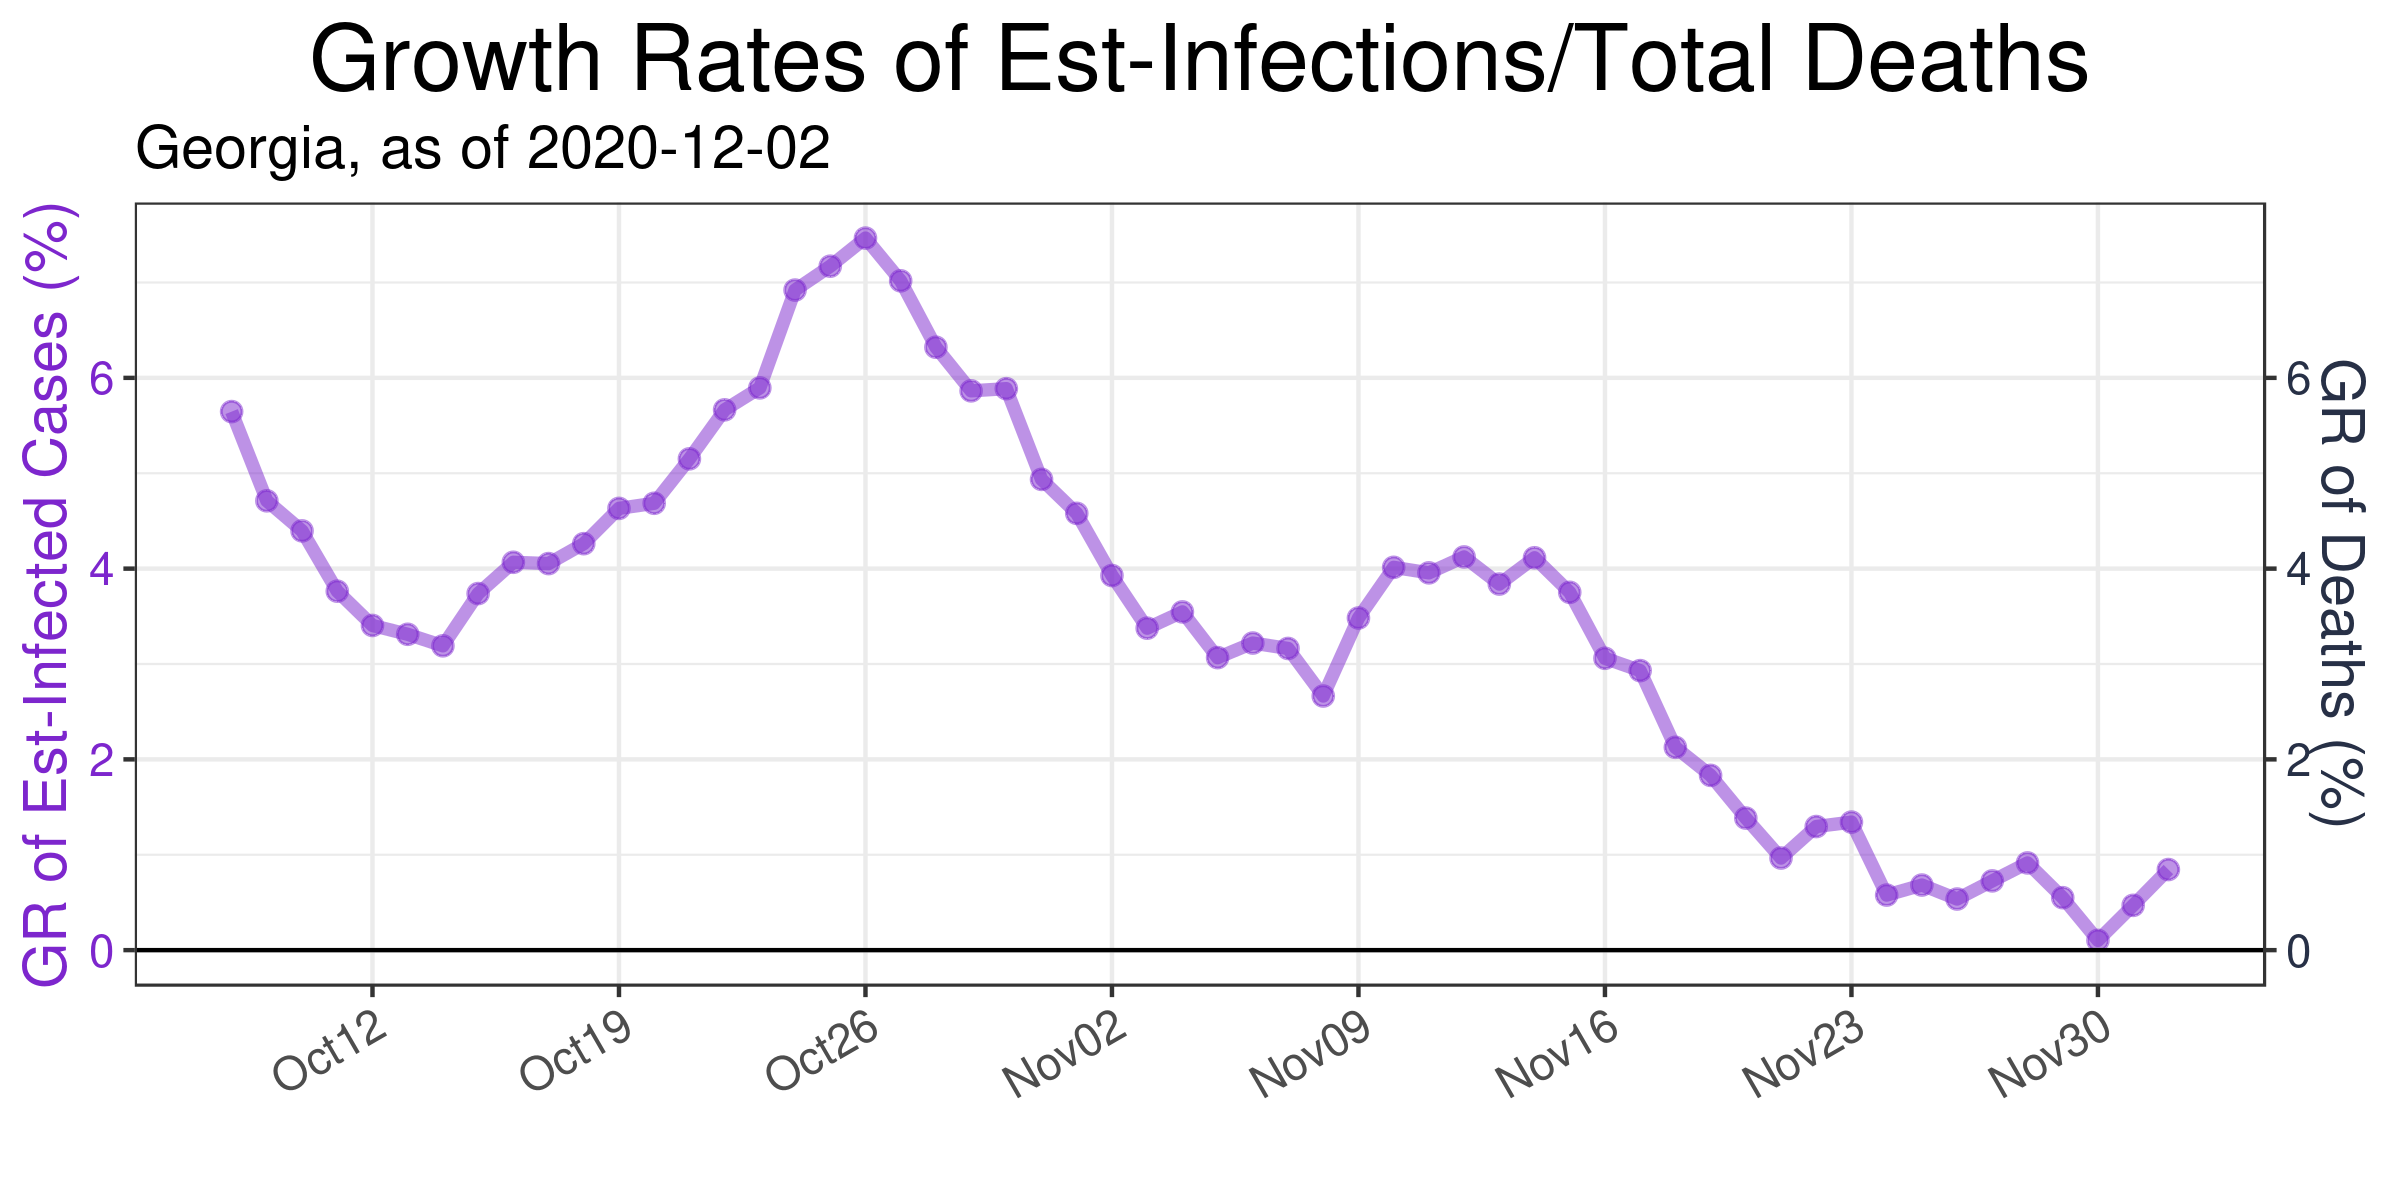 Growth Rates of Est-Infections/Total Deaths
Georgia, as of 2020-12-02
GR of Est-Infected Cases (%)
6
4
2
0
6
4
2
0
GR of Deaths (%)
Oct12
Oct19
Oct26
Nov02
Nov09
Nov16
Nov23
Nov30